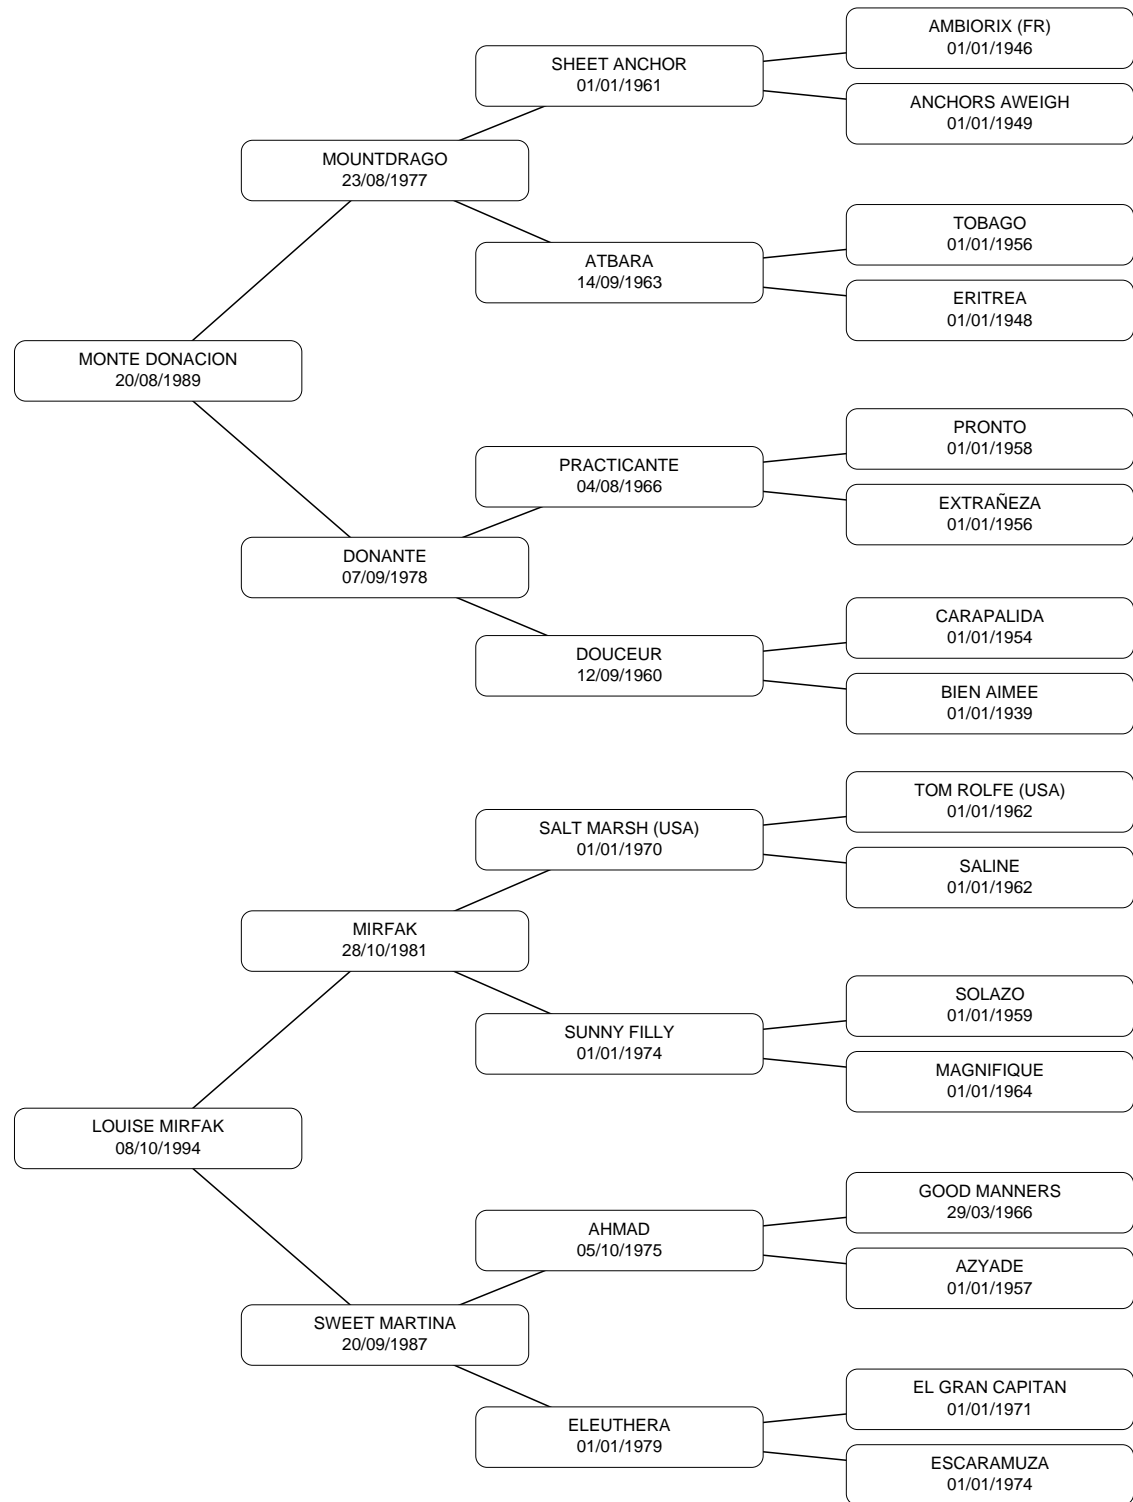 AMBIORIX (FR)
01/01/1946
SHEET ANCHOR
01/01/1961
ANCHORS AWEIGH
01/01/1949
MOUNTDRAGO
23/08/1977
TOBAGO
01/01/1956
ATBARA
14/09/1963
ERITREA
01/01/1948
MONTE DONACION
20/08/1989
PRONTO
01/01/1958
PRACTICANTE
04/08/1966
EXTRAÑEZA
01/01/1956
DONANTE
07/09/1978
CARAPALIDA
01/01/1954
DOUCEUR
12/09/1960
BIEN AIMEE
01/01/1939
TOM ROLFE (USA)
01/01/1962
SALT MARSH (USA)
01/01/1970
SALINE
01/01/1962
MIRFAK
28/10/1981
SOLAZO
01/01/1959
SUNNY FILLY
01/01/1974
MAGNIFIQUE
01/01/1964
LOUISE MIRFAK
08/10/1994
GOOD MANNERS
29/03/1966
AHMAD
05/10/1975
AZYADE
01/01/1957
SWEET MARTINA
20/09/1987
EL GRAN CAPITAN
01/01/1971
ELEUTHERA
01/01/1979
ESCARAMUZA
01/01/1974